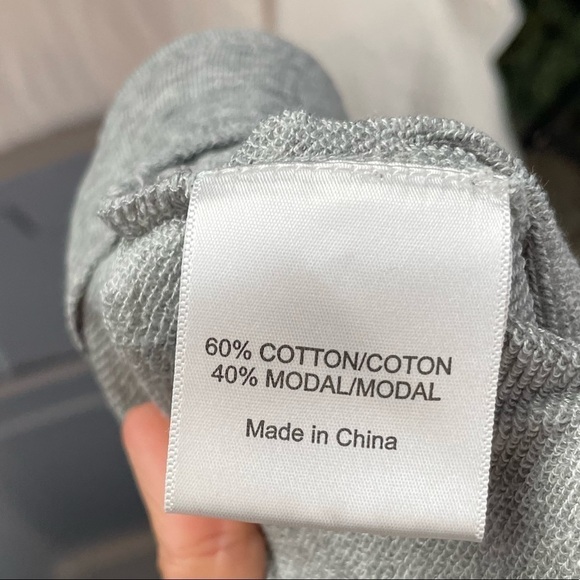 60% COTTON/COTON
40% MODAL/MODAL
Made in China